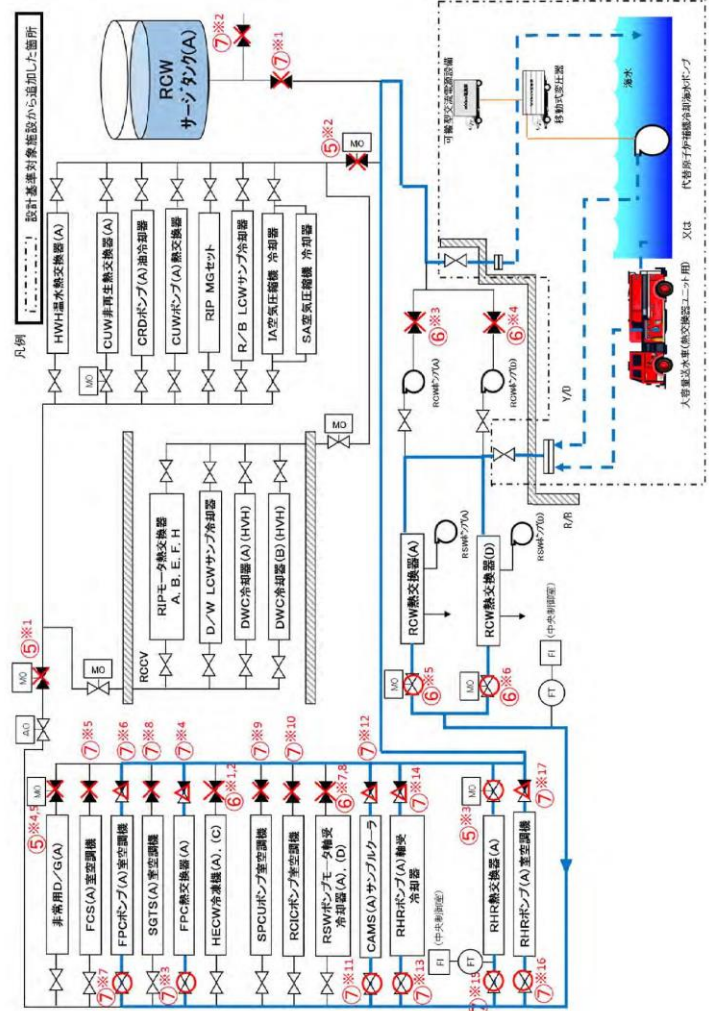 凡例
設計基準対象施設から追加した箇所
RCW
サージタンク(A)
⑦※2
⑦※1
MO
⑤※2
HWH温水熱交換器(A)
CUW非再生熱交換器(A)
MO
CRDポンプ(A)油冷却器
CUWポンプ(A)熱交換器
RIP MGセット
R/B LCWサンプ冷却器
IA空気圧縮機 冷却器
SA空気圧縮機 冷却器
RCCV
RIPモータ熱交換器
A, B, E, F, H
D/W LCWサンプ冷却器
DWC冷却器(A)(HVH)
DWC冷却器(B)(HVH)
MO
MO
⑤※1
MO
AO
⑤※4,5
MO
非常用D/G(A)
⑦※5
FCS(A)室空調機
⑦※6
FPCポンプ(A)室空調機
⑦※7
⑦※8
SGTS(A)室空調機
⑦※4
FPC熱交換器(A)
⑦※3
⑥※1,2
HECW冷凍機(A),(C)
⑦※9
SPCUポンプ室空調機
⑦※10
RCICポンプ室空調機
⑥※7,8
RSWポンプモータ軸受
冷却器(A),(D)
⑦※12
CAMS(A)サンプルクーラ
⑦※11
⑦※14
RHRポンプ(A)軸受
冷却器
⑦※13
⑤※3
MO
RHR熱交換器(A)
(中央制御室)
FI
FT
⑦※17
RHRポンプ(A)室空調機
⑦※16
⑥※3
⑥※4
RCWポンプ(A)
RCWポンプ(D)
RCW熱交換器(A)
RSWポンプ(A)
RCW熱交換器(D)
RSWポンプ(D)
MO
⑥※5
MO
⑥※6
FT
FI
(中央制御室)
R/B
Y/D
可搬型交流電源設備
移動式変圧器
海水
大容量送水車(熱交換器ユニット用)
又は
代替原子炉補機冷却海水ポンプ